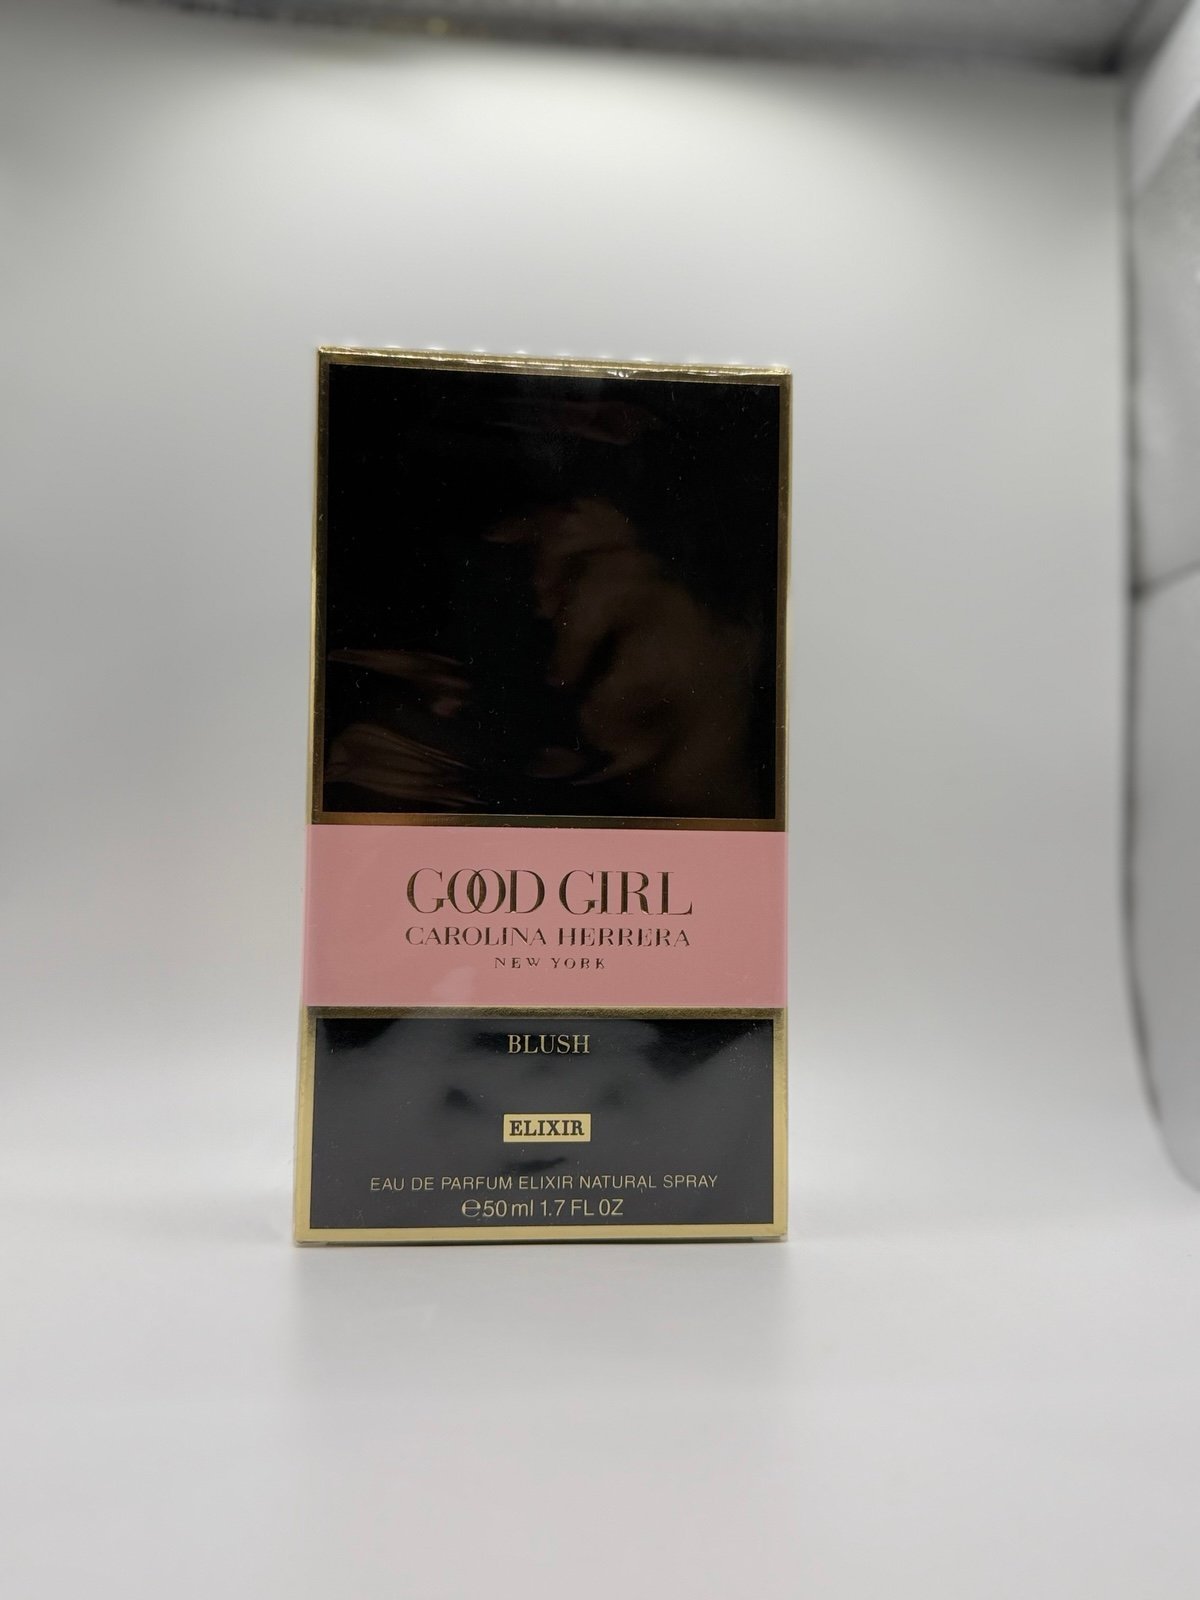 GOOD GIRL
CAROLINA HERRERA
NEW YORK
BLUSH
ELIXIR
EAU DE PARFUM ELIXIR NATURAL SPRAY
℮50 ml 1.7 FL OZ